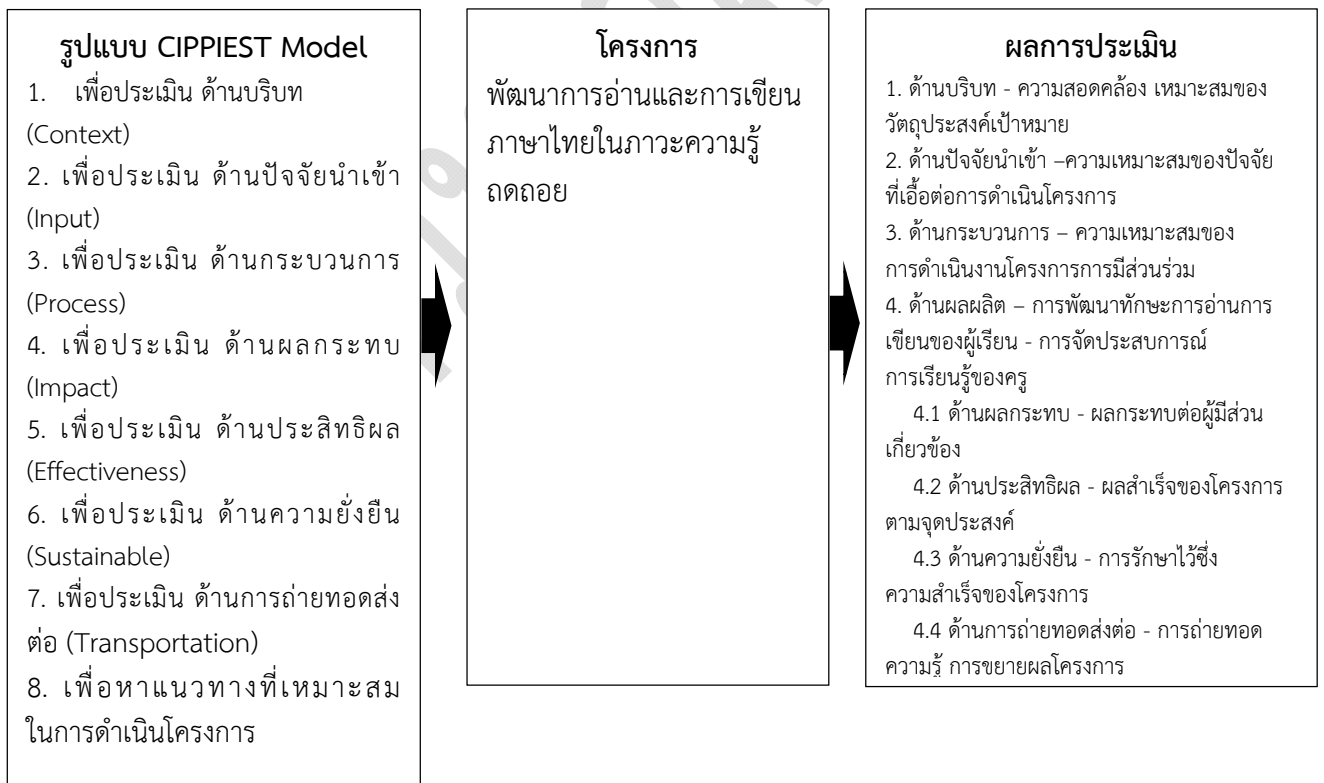 รูปแบบ CIPPIEST Model
1. เพื่อประเมิน ด้านบริบท
(Context)
2. เพื่อประเมิน ด้านปัจจัยนำเข้า
(Input)
3. เพื่อประเมิน ด้านกระบวนการ
(Process)
4. เพื่อประเมิน ด้านผลกระทบ
(Impact)
5. เพื่อประเมิน ด้านประสิทธิผล
(Effectiveness)
6. เพื่อประเมิน ด้านความยั่งยืน
(Sustainable)
7. เพื่อประเมิน ด้านการถ่ายทอดส่ง
ต่อ (Transportation)
8. เพื่อหาแนวทางที่เหมาะสม
ในการดำเนินโครงการ
โครงการ
พัฒนาการอ่านและการเขียน
ภาษาไทยในภาวะความรู้
ถดถอย
ผลการประเมิน
1. ด้านบริบท - ความสอดคล้อง เหมาะสมของ
วัตถุประสงค์เป้าหมาย
2. ด้านปัจจัยนำเข้า –ความเหมาะสมของปัจจัย
ที่เอื้อต่อการดำเนินโครงการ
3. ด้านกระบวนการ – ความเหมาะสมของ
การดำเนินงานโครงการการมีส่วนร่วม
4. ด้านผลผลิต – การพัฒนาทักษะการอ่านการ
เขียนของผู้เรียน - การจัดประสบการณ์
การเรียนรู้ของครู
4.1 ด้านผลกระทบ - ผลกระทบต่อผู้มีส่วน
เกี่ยวข้อง
4.2 ด้านประสิทธิผล - ผลสำเร็จของโครงการ
ตามจุดประสงค์
4.3 ด้านความยั่งยืน - การรักษาไว้ซึ่ง
ความสำเร็จของโครงการ
4.4 ด้านการถ่ายทอดส่งต่อ - การถ่ายทอด
ความรู้ การขยายผลโครงการ